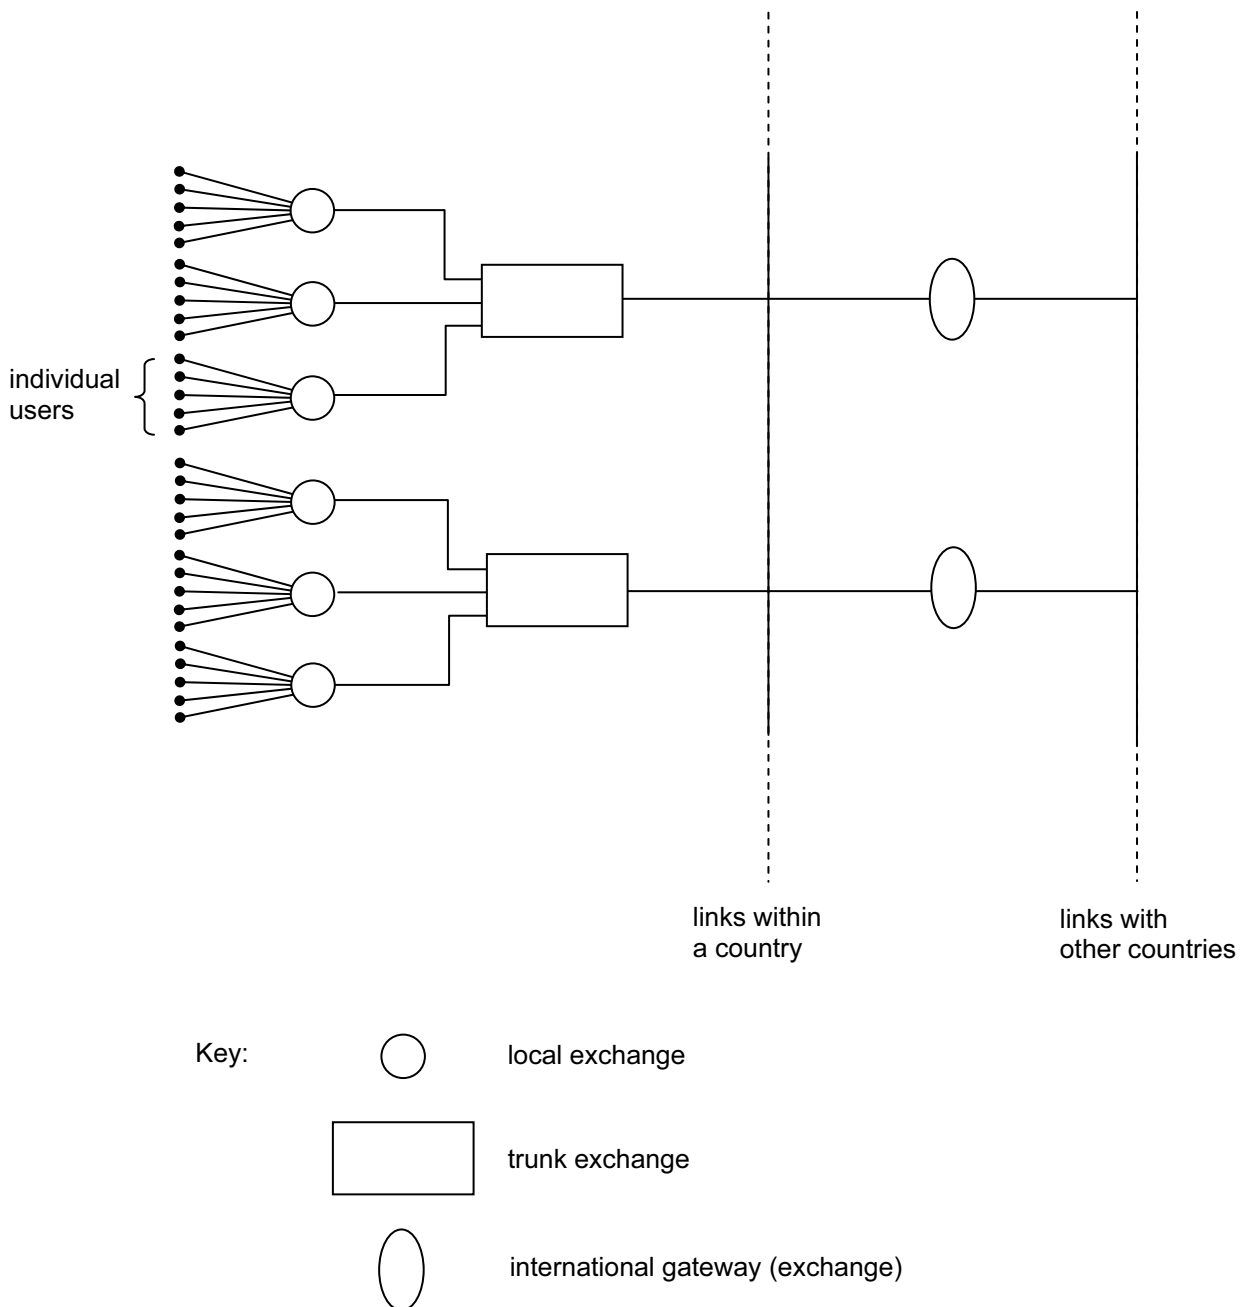 individual
users
links within
a country
links with
other countries
Key:
local exchange
trunk exchange
international gateway (exchange)